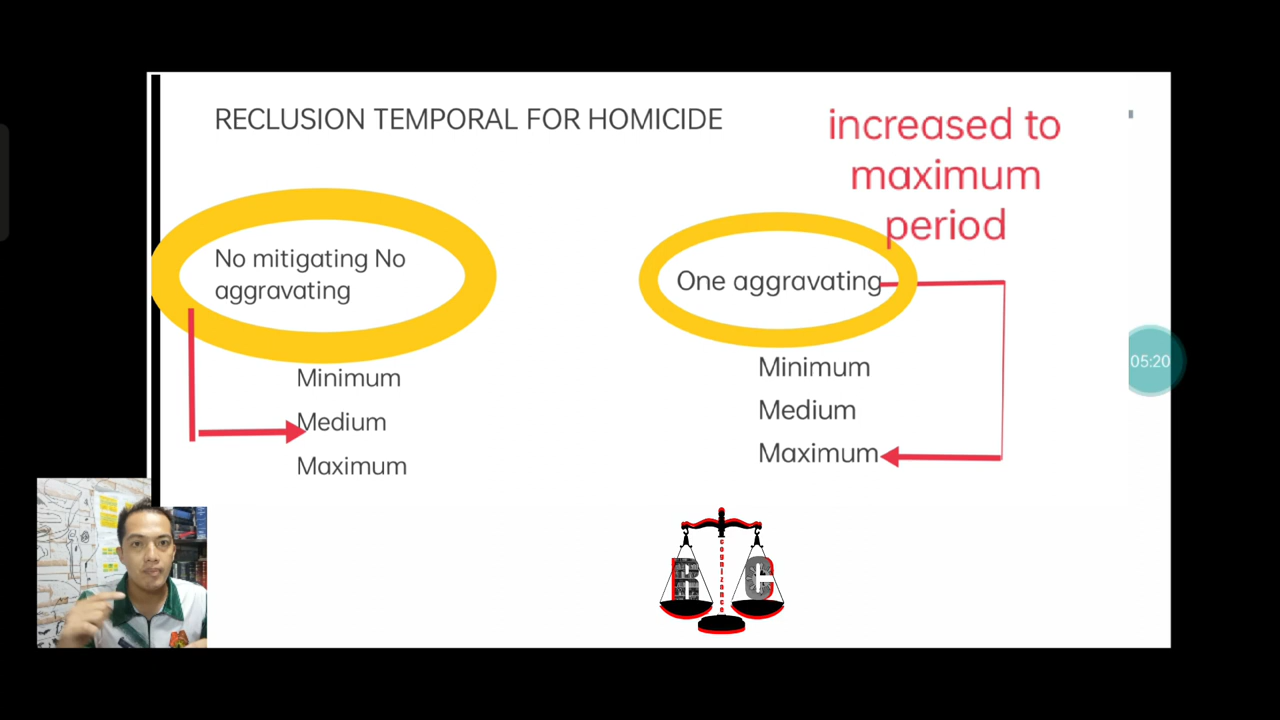 RECLUSION TEMPORAL FOR HOMICIDE
increased to
maximum
period
No mitigating No
aggravating
Minimum
Medium
Maximum
One aggravating
Minimum
Medium
Maximum
05:20
R C
cognizance